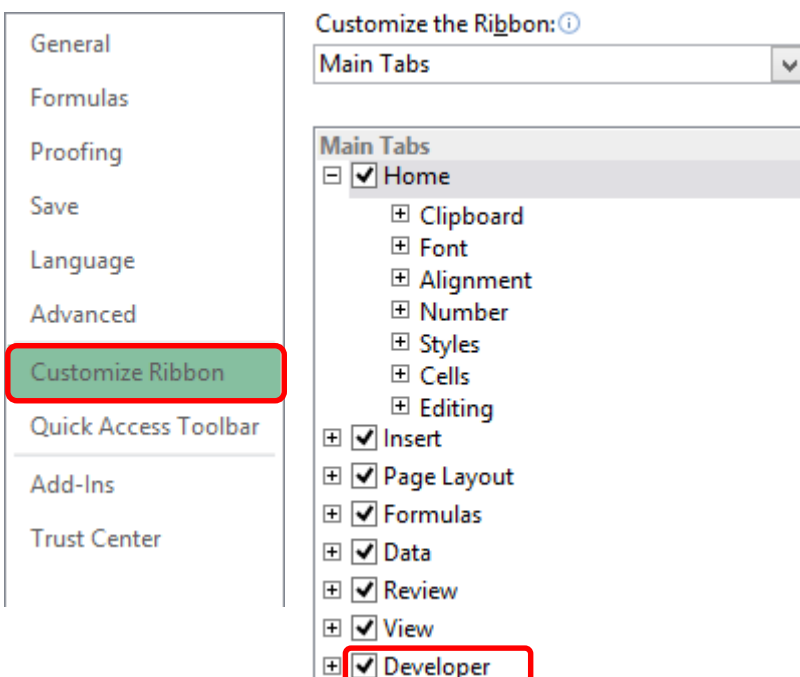 General
Formulas
Proofing
Save
Language
Advanced
Customize Ribbon
Quick Access Toolbar
Add-Ins
Trust Center
Customize the Ribbon:
Main Tabs
Main Tabs
Home
Clipboard
Font
Alignment
Number
Styles
Cells
Editing
Insert
Page Layout
Formulas
Data
Review
View
Developer